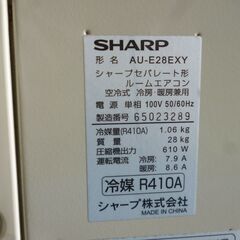 SHARP
形名 AU-E28EXY
シャープセパレート形
ルームエアコン
空冷式 冷房・暖房兼用
電源 単相 100V 50/60Hz
製造番号 65023289
冷媒量(R410A) 1.06 kg
質量 28 kg
圧縮機出力 610 W
運転電流 冷房 7.9 A
暖房 8.6 A
冷媒 R410A
シャープ株式会社
MADE IN CHINA